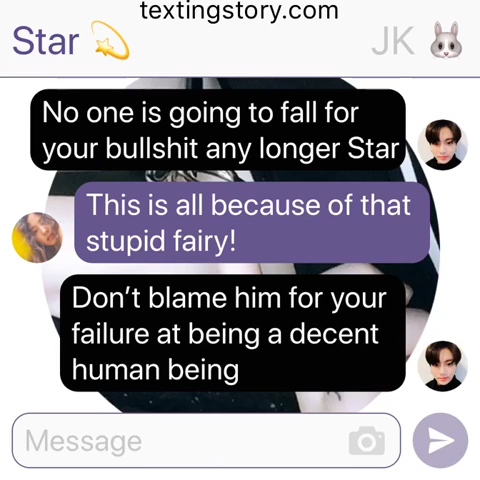 textingstory.com
Star 💫
JK 🐰
No one is going to fall for
your bullshit any longer Star
This is all because of that
stupid fairy!
Don't blame him for your
failure at being a decent
human being
Message